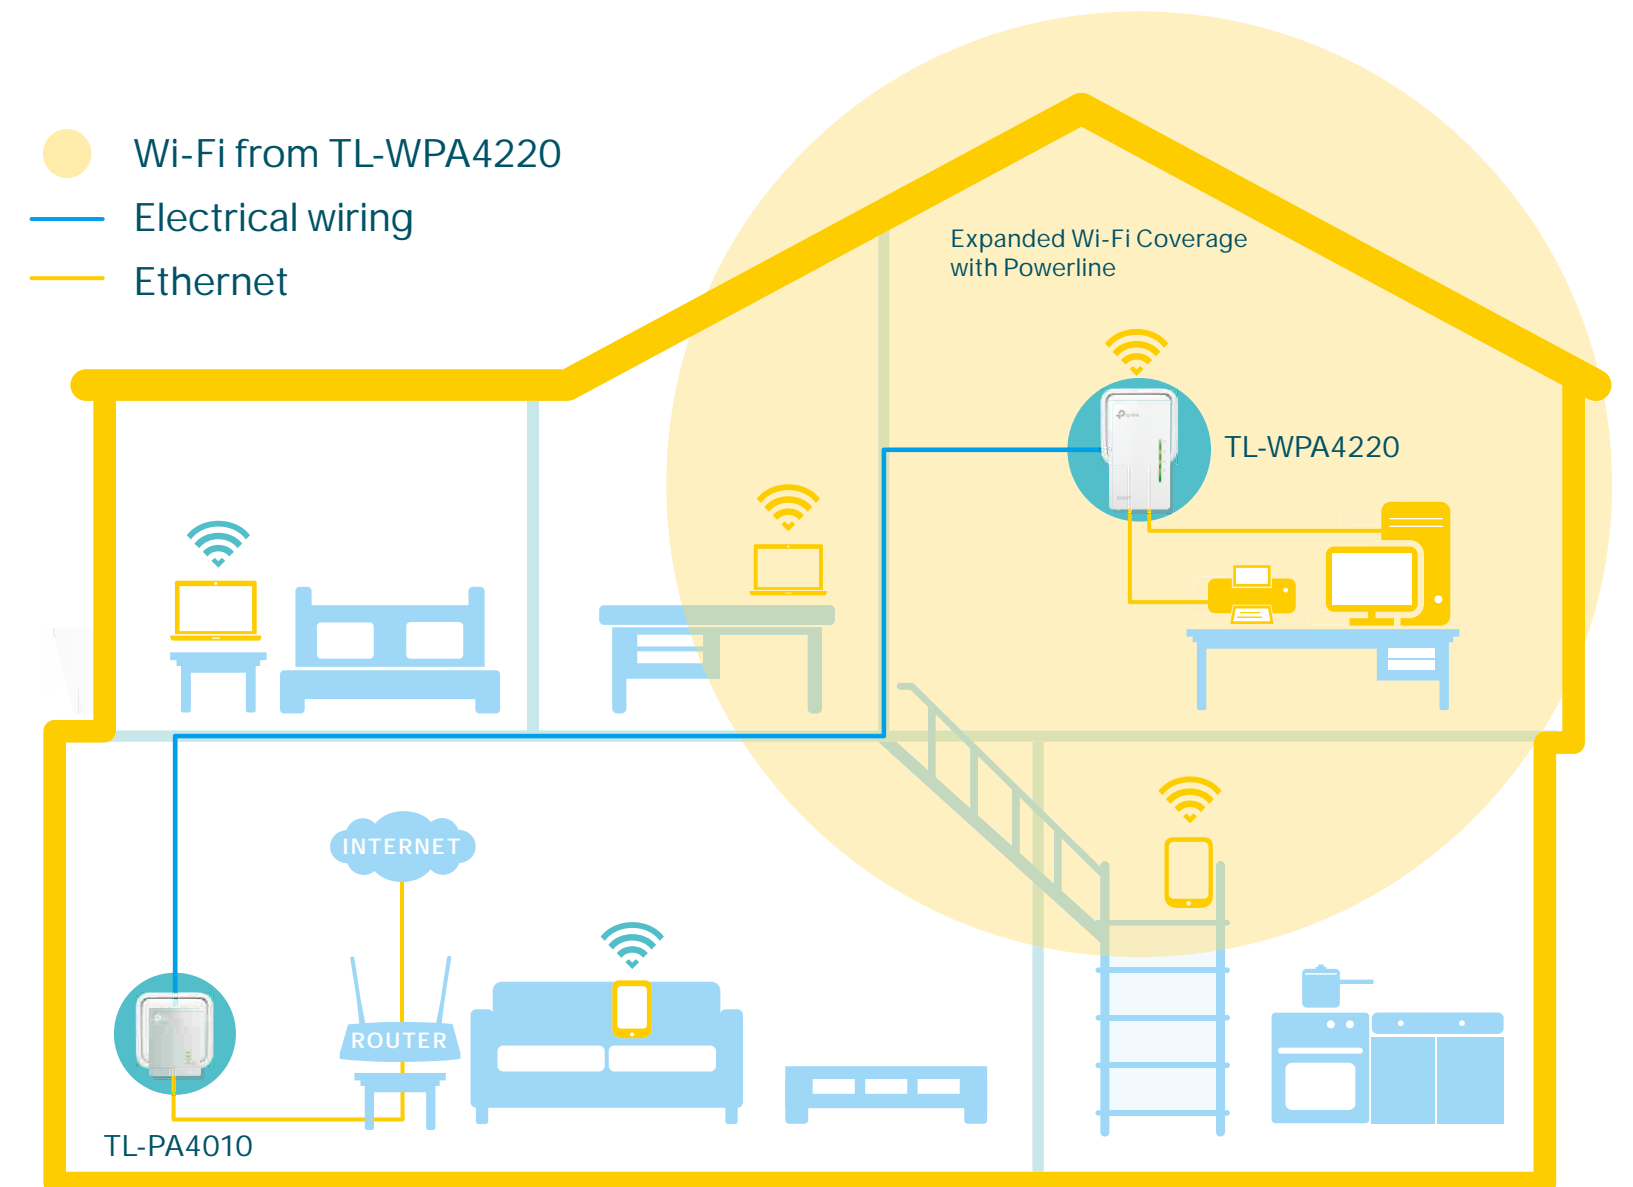 Wi-Fi from TL-WPA4220
Electrical wiring
Ethernet
Expanded Wi-Fi Coverage
with Powerline
TL-WPA4220
INTERNET
ROUTER
TL-PA4010